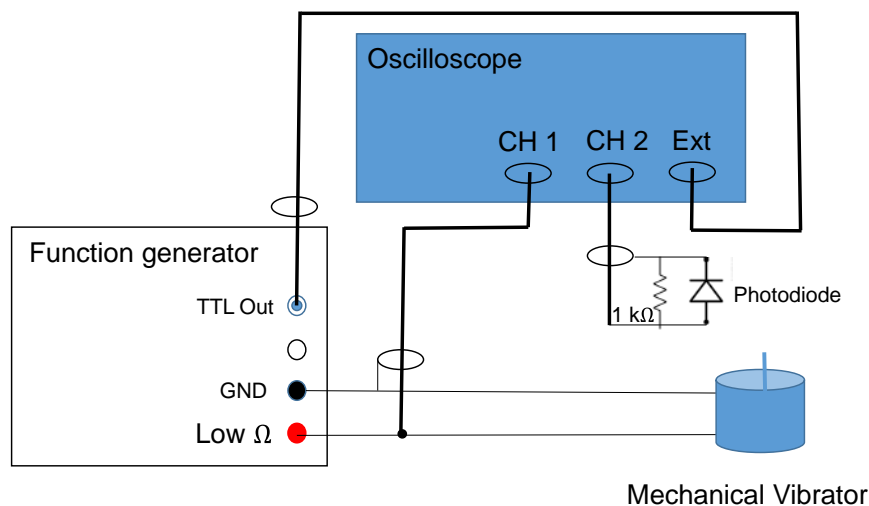 Oscilloscope
CH 1 CH 2 Ext
Function generator
TTL Out
1 kΩ
Photodiode
GND
Low Ω
Mechanical Vibrator